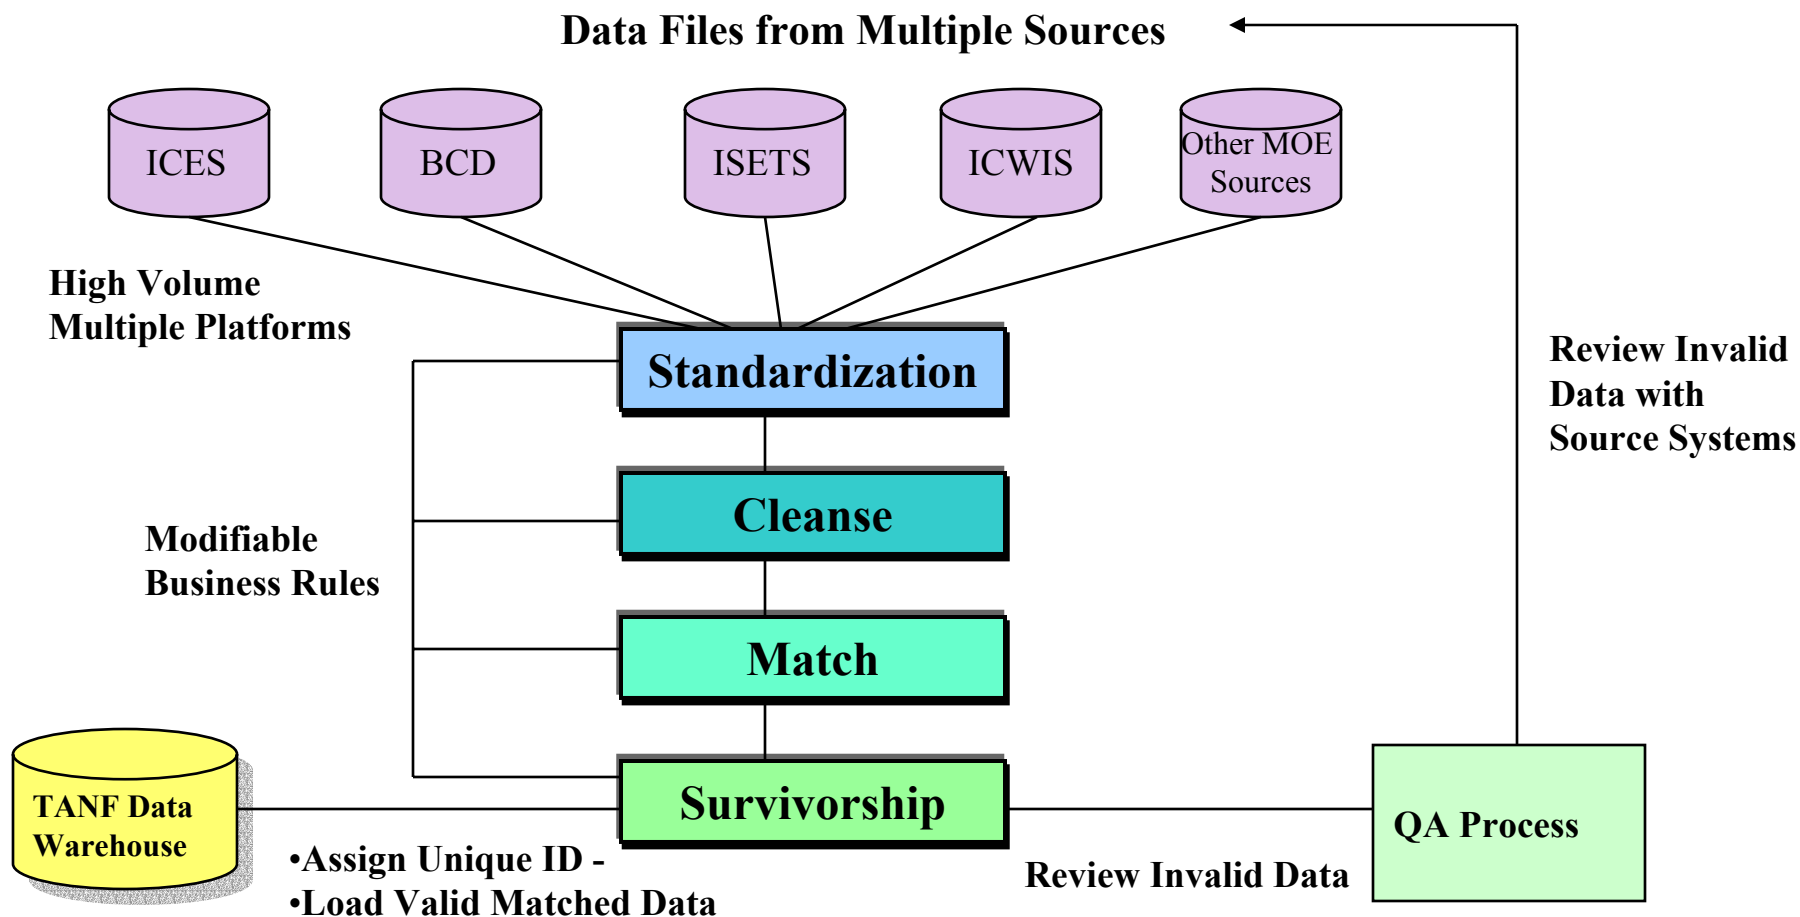 Data Files from Multiple Sources
ICES
BCD
ISETS
ICWIS
Other MOE
Sources
High Volume
Multiple Platforms
Standardization
Review Invalid
Data with
Source Systems
Cleanse
Modifiable
Business Rules
Match
Survivorship
TANF Data
Warehouse
QA Process
•Assign Unique ID -
•Load Valid Matched Data
Review Invalid Data